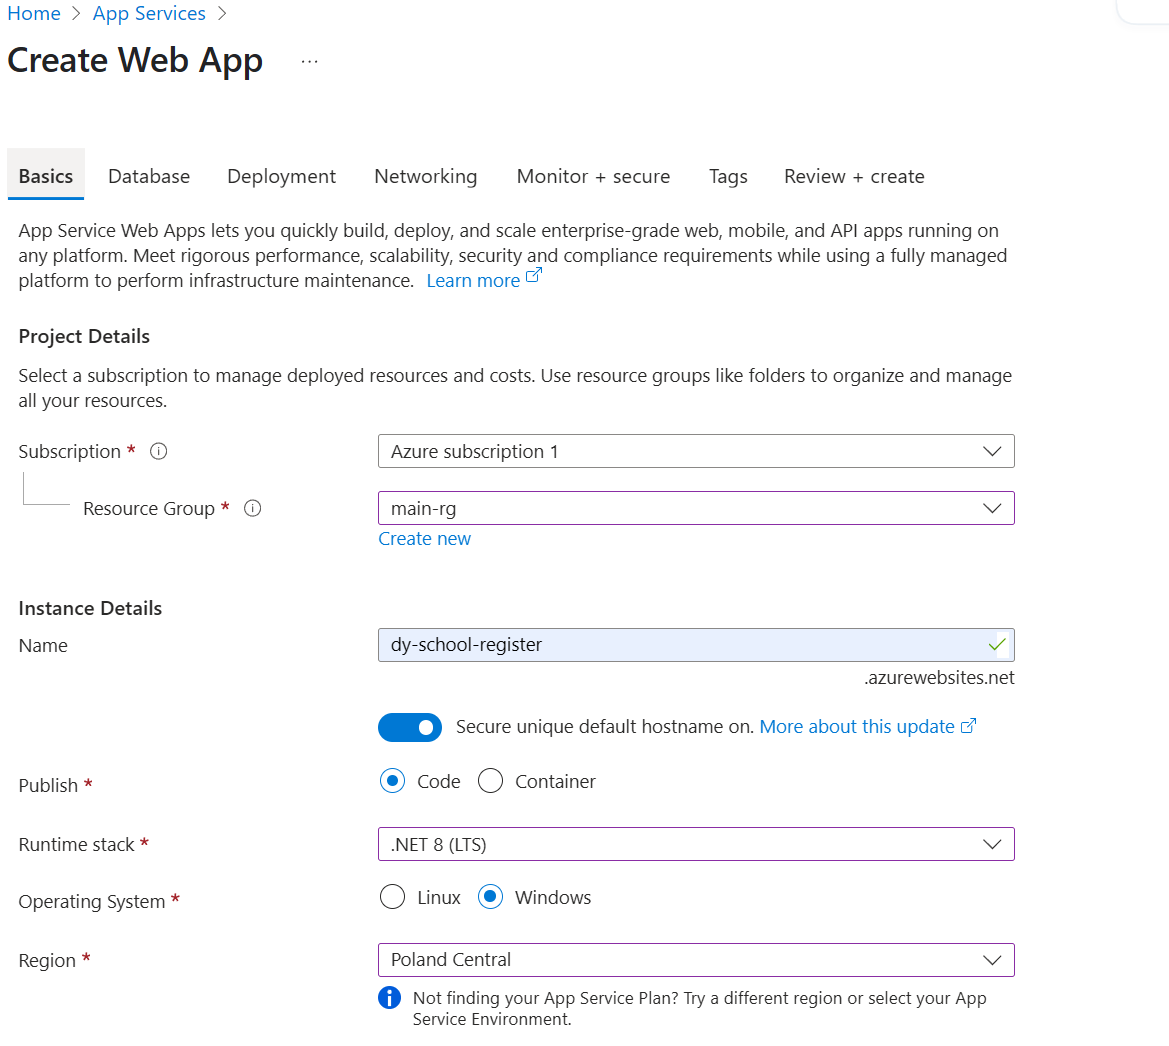 Home > App Services >
Create Web App ...
Basics Database Deployment Networking Monitor + secure Tags Review + create
App Service Web Apps lets you quickly build, deploy, and scale enterprise-grade web, mobile, and API apps running on
any platform. Meet rigorous performance, scalability, security and compliance requirements while using a fully managed
platform to perform infrastructure maintenance. Learn more
Project Details
Select a subscription to manage deployed resources and costs. Use resource groups like folders to organize and manage
all your resources.
Subscription * Azure subscription 1
Resource Group * main-rg
Create new
Instance Details
Name dy-school-register
.azurewebsites.net
Secure unique default hostname on. More about this update
Publish * Code Container
Runtime stack * .NET 8 (LTS)
Operating System * Linux Windows
Region * Poland Central
Not finding your App Service Plan? Try a different region or select your App
Service Environment.